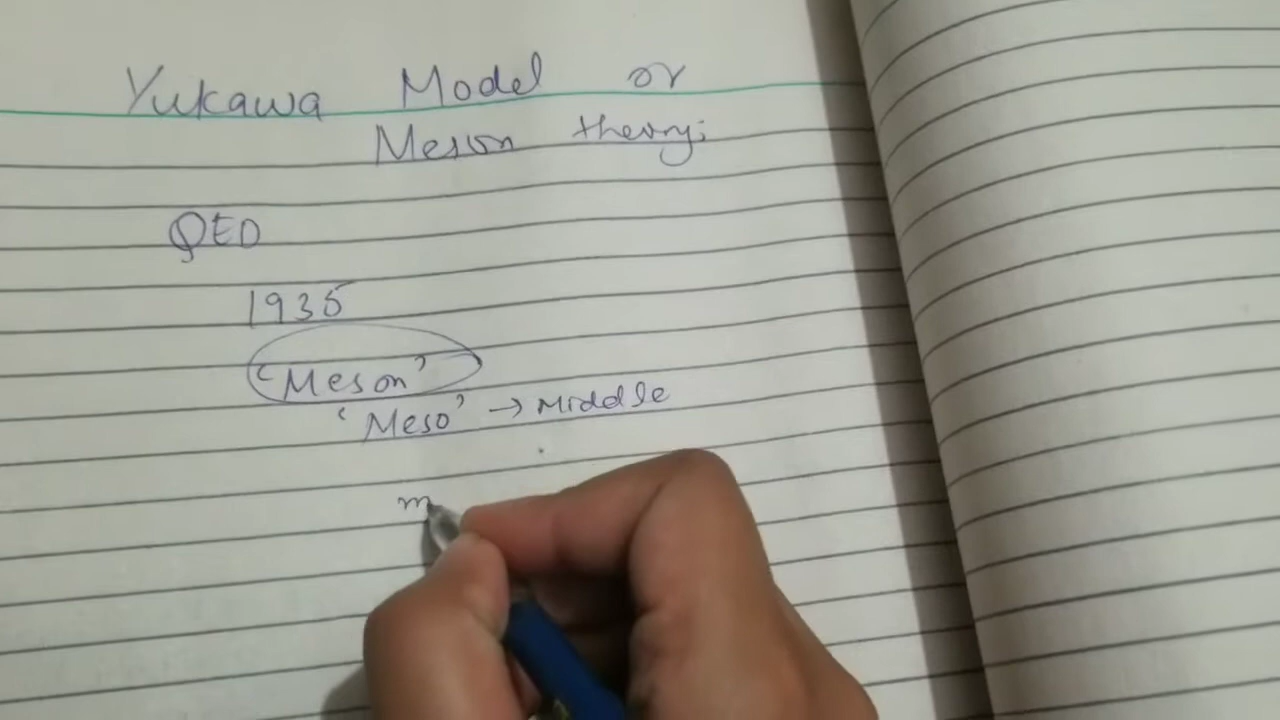 Yukawa Model or
Meson theory:
QED
1935
'Meson'
'Meso' → Middle
m